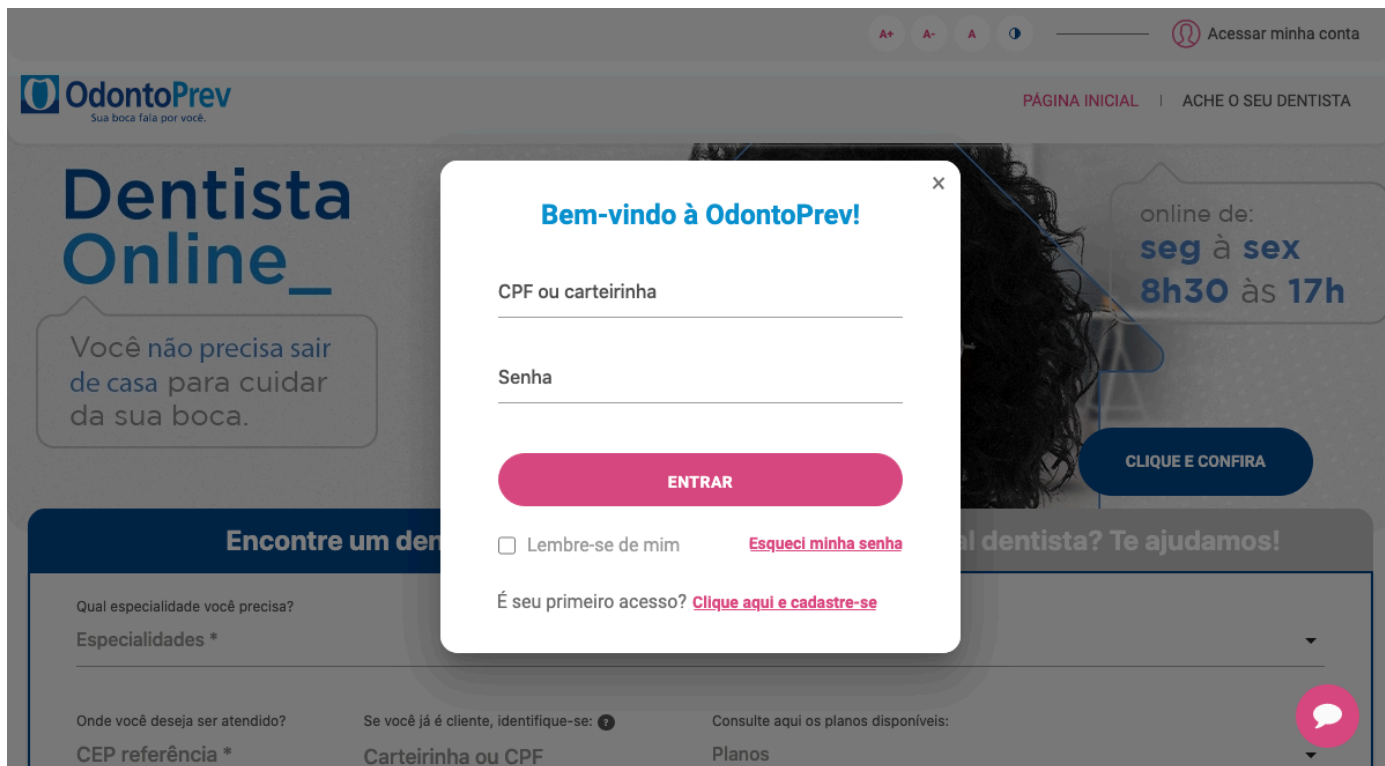 A+ A- A Acessar minha conta
OdontoPrev
Sua boca fala por você.
PÁGINA INICIAL | ACHE O SEU DENTISTA
Dentista
Online_
Você não precisa sair
de casa para cuidar
da sua boca.
online de:
seg à sex
8h30 às 17h
CLIQUE E CONFIRA
×
Bem-vindo à OdontoPrev!
CPF ou carteirinha
Senha
ENTRAR
Lembre-se de mim Esqueci minha senha
É seu primeiro acesso? Clique aqui e cadastre-se
Encontre um den
al dentista? Te ajudamos!
Qual especialidade você precisa?
Especialidades *
Onde você deseja ser atendido? Se você já é cliente, identifique-se: ? Consulte aqui os planos disponíveis:
CEP referência * Carteirinha ou CPF Planos